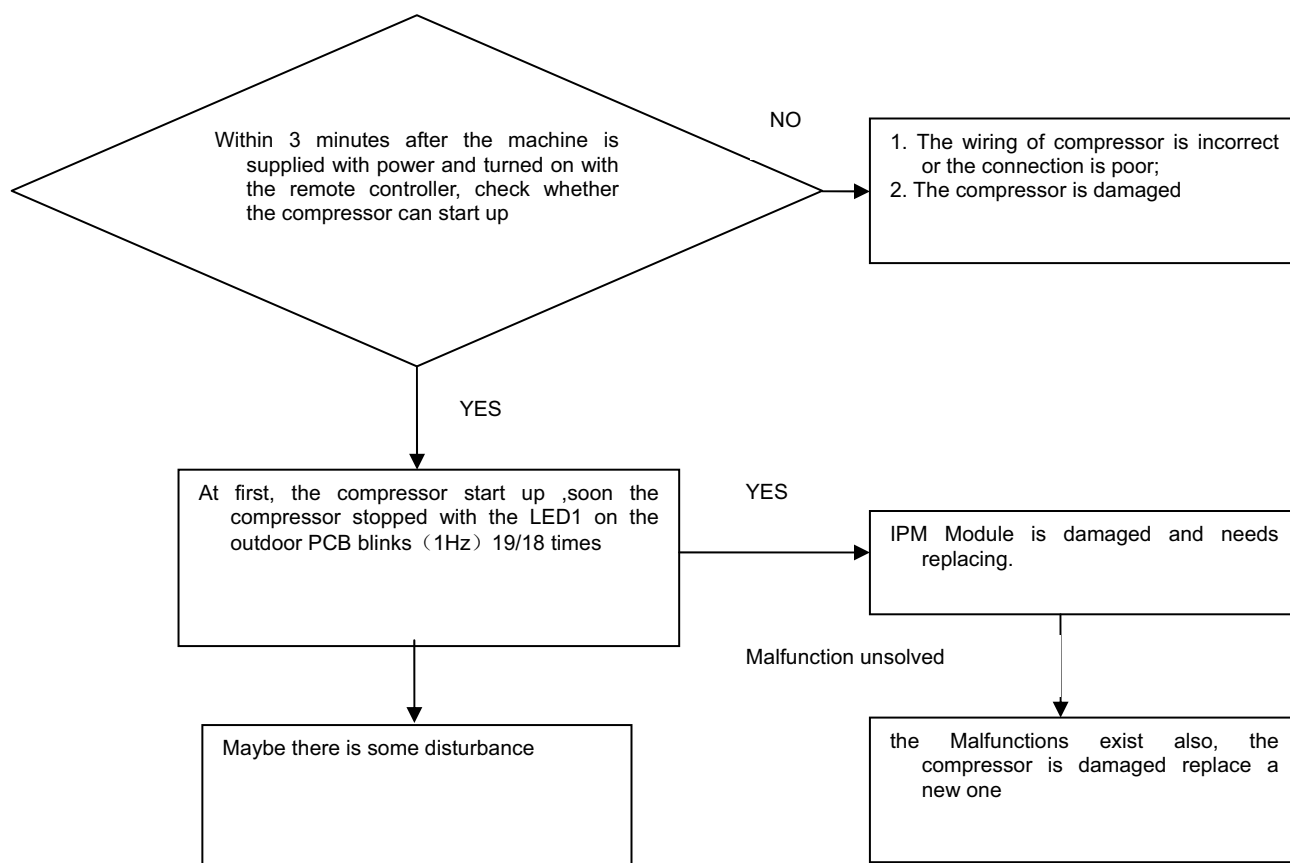 Within 3 minutes after the machine is
supplied with power and turned on with
the remote controller, check whether
the compressor can start up
NO
1. The wiring of compressor is incorrect
or the connection is poor;
2. The compressor is damaged
YES
At first, the compressor start up ,soon the
compressor stopped with the LED1 on the
outdoor PCB blinks（1Hz）19/18 times
YES
IPM Module is damaged and needs
replacing.
Malfunction unsolved
Maybe there is some disturbance
the Malfunctions exist also, the
compressor is damaged replace a
new one